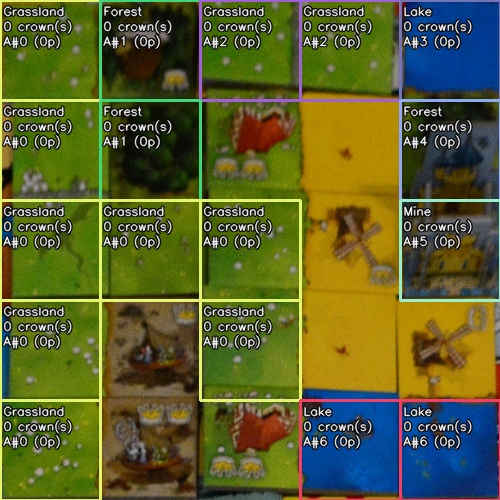 Grassland
0 crown(s)
A#0 (0p)
Forest
0 crown(s)
A#1 (0p)
Grassland
0 crown(s)
A#2 (0p)
Grassland
0 crown(s)
A#2 (0p)
Lake
0 crown(s)
A#3 (0p)
Grassland
0 crown(s)
A#0 (0p)
Forest
0 crown(s)
A#1 (0p)
Forest
0 crown(s)
A#4 (0p)
Grassland
0 crown(s)
A#0 (0p)
Grassland
0 crown(s)
A#0 (0p)
Grassland
0 crown(s)
A#0 (0p)
Mine
0 crown(s)
A#5 (0p)
Grassland
0 crown(s)
A#0 (0p)
Grassland
0 crown(s)
A#0 (0p)
Grassland
0 crown(s)
A#0 (0p)
Lake
0 crown(s)
A#6 (0p)
Lake
0 crown(s)
A#6 (0p)